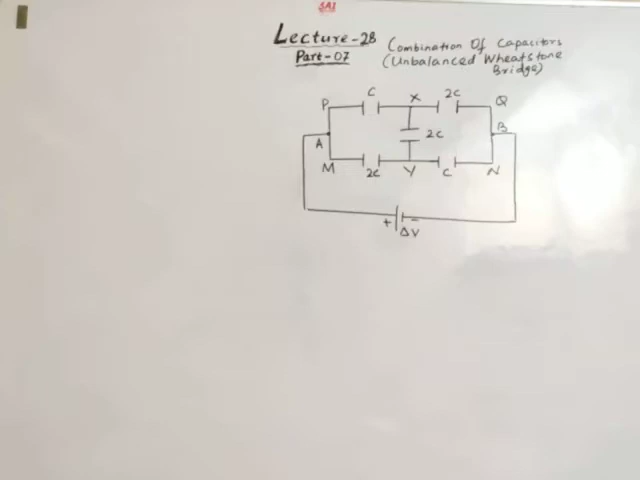 SAI
Lecture-28
Part-07
Combination Of Capacitors
(Unbalanced Wheatstone
Bridge)
P C X 2C Q
A 2C B
M 2C Y C N
+ -
ΔV